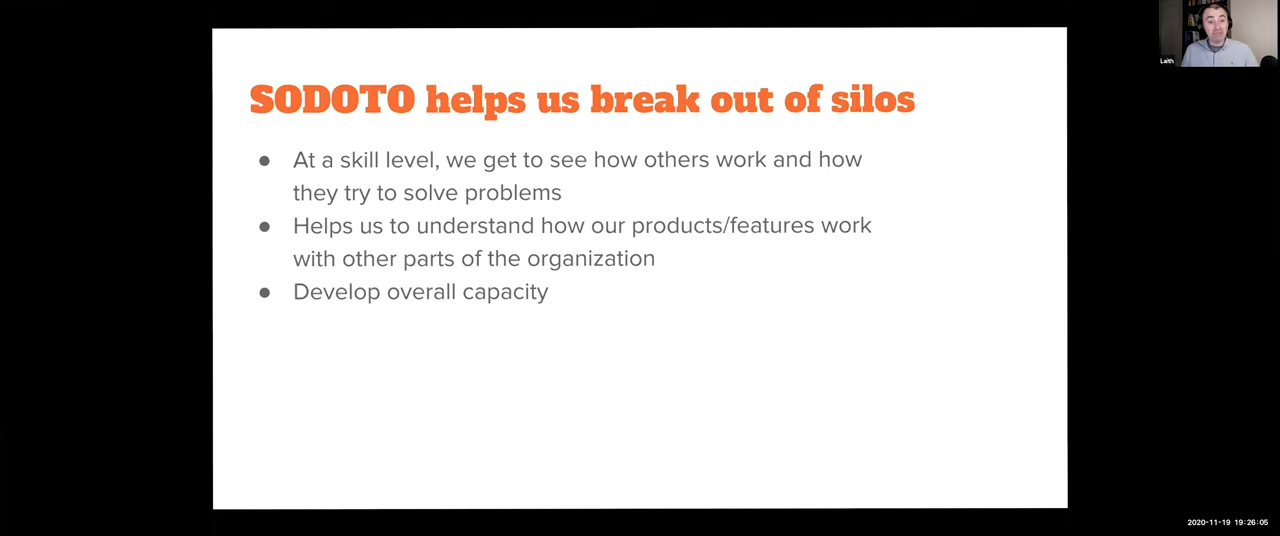 SODOTO helps us break out of silos
● At a skill level, we get to see how others work and how
they try to solve problems
● Helps us to understand how our products/features work
with other parts of the organization
● Develop overall capacity
Laith
2020-11-19 19:26:05